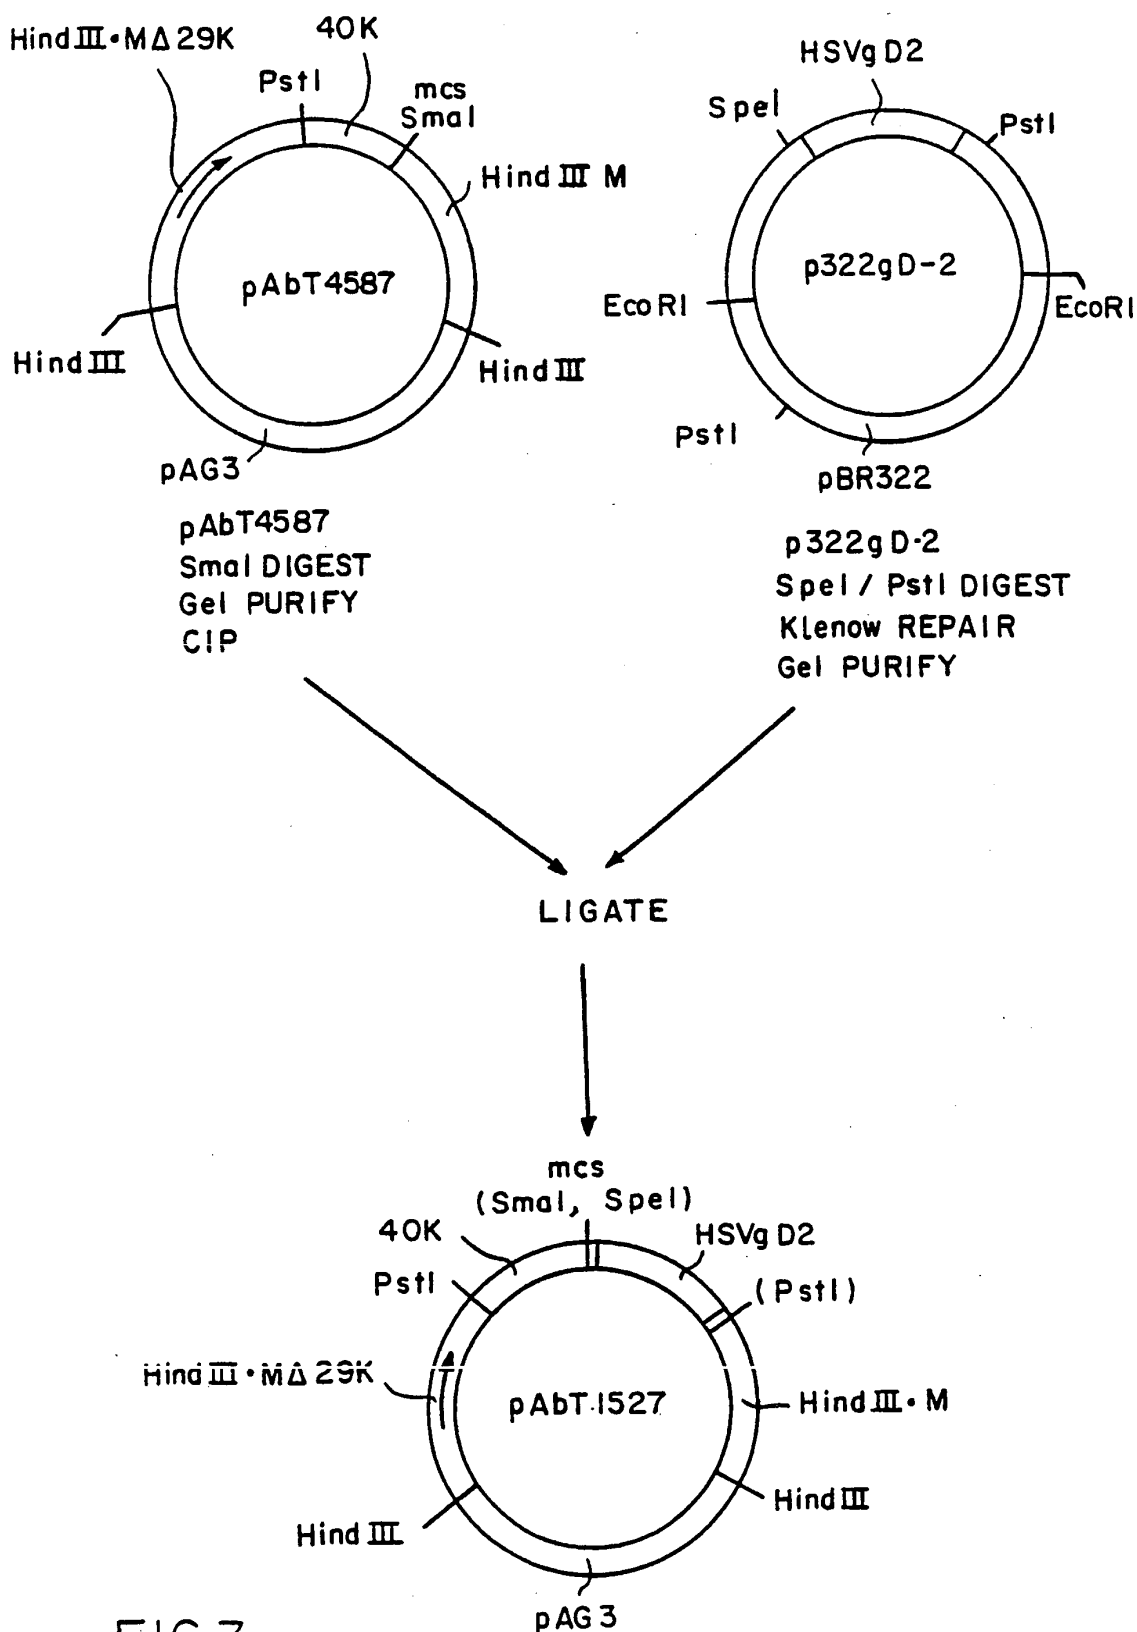 HindIII·MΔ29K
40K
PstI
mcs
SmaI
HindIII M
pAbT4587
HindIII
HindIII
pAG3
pAbT4587
SmaI DIGEST
Gel PURIFY
CIP
HSVgD2
SpeI
PstI
p322gD-2
EcoRI
EcoRI
PstI
pBR322
p322gD-2
SpeI / PstI DIGEST
Klenow REPAIR
Gel PURIFY
LIGATE
mcs
(SmaI, SpeI)
40K
HSVgD2
PstI
(PstI)
HindIII·MΔ29K
pAbT.1527
HindIII·M
HindIII
HindIII
pAG3